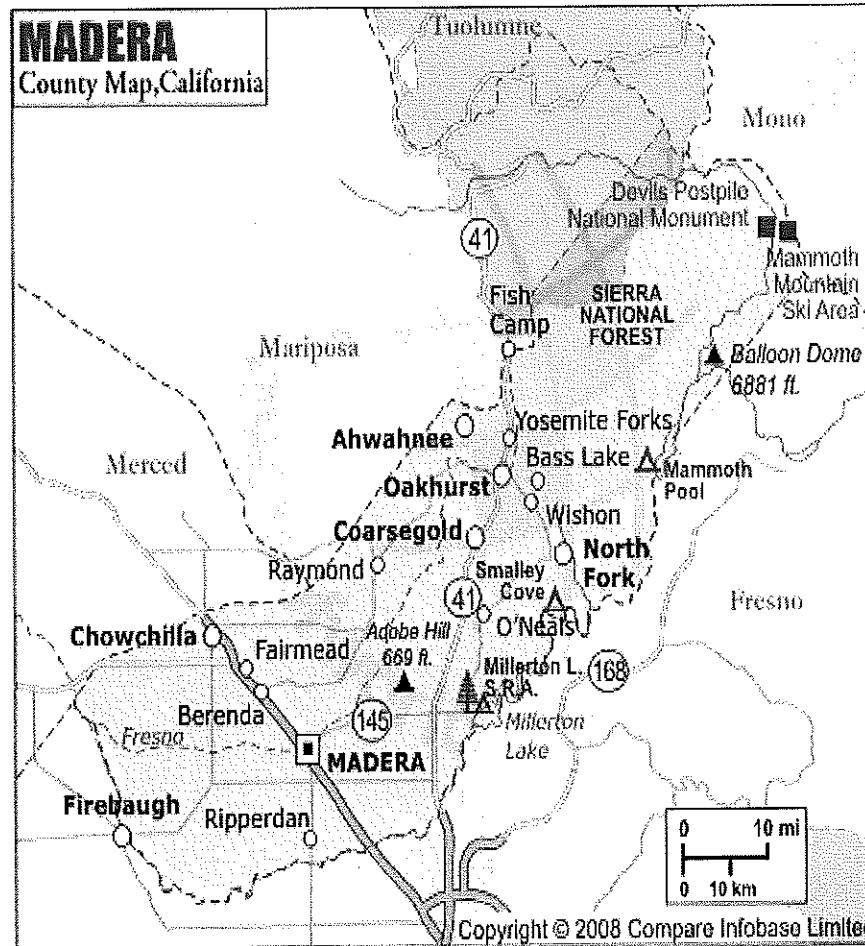 MADERA
County Map,California
Tuolumne
Mono
Devils Postpile
National Monument
41
Mammoth
Mountain
Ski Area
Fish
Camp
SIERRA
NATIONAL
FOREST
Mariposa
Balloon Dome
6881 ft.
Ahwahnee
Yosemite Forks
Merced
Bass Lake
Oakhurst
Mammoth
Pool
Wishon
Coarsegold
North
Fork
Raymond
Smalley
Cove
41
Fresno
O'Neals
Chowchilla
Adobe Hill
669 ft.
Fairmead
Millerton L.
S.R.A.
168
Berenda
145
Millerton
Lake
Fresno
MADERA
Firebaugh
Ripperdan
0 10 mi
0 10 km
Copyright © 2008 Compare Infobase Limite